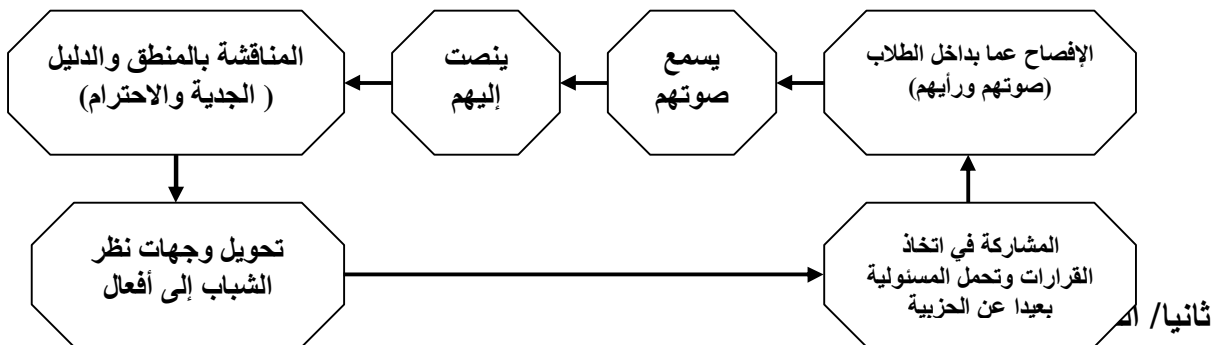 الإفصاح عما بداخل الطلاب
(صوتهم ورأيهم)
يسمع
صوتهم
ينصت
إليهم
المناقشة بالمنطق والدليل
( الجدية والاحترام)
تحويل وجهات نظر
الشباب إلى أفعال
المشاركة في اتخاذ
القرارات وتحمل المسئولية
بعيدا عن الحزبية
ثانيا/